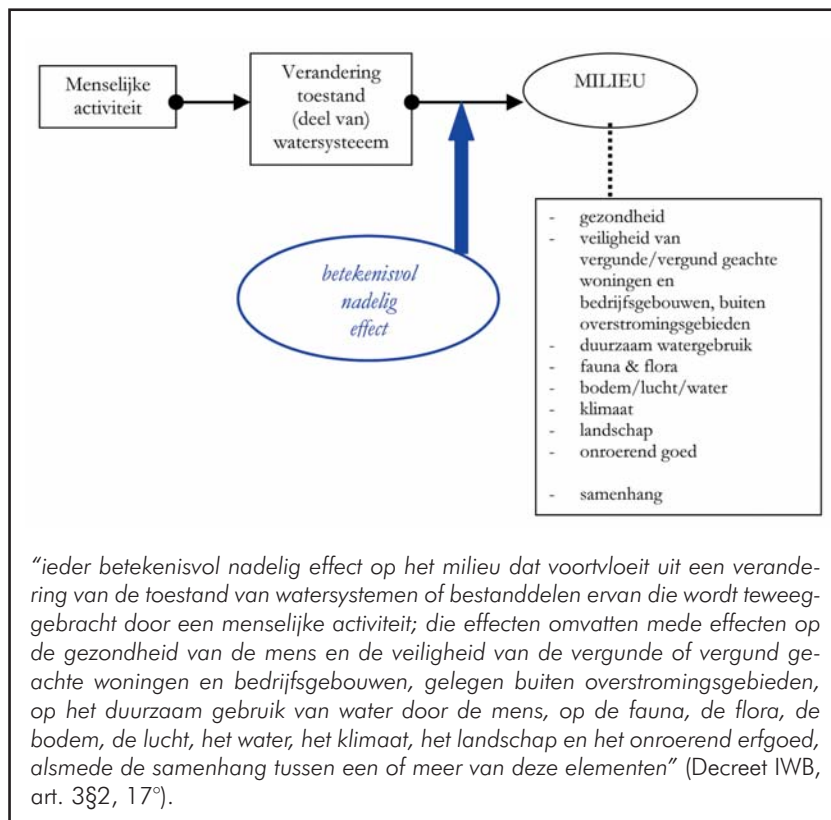 Menselijke
activiteit
Verandering
toestand
(deel van)
watersysteeem
MILIEU
betekenisvol
nadelig
effect
- gezondheid
- veiligheid van
vergunde/vergund geachte
woningen en
bedrijfsgebouwen, buiten
overstromingsgebieden
- duurzaam watergebruik
- fauna & flora
- bodem/lucht/water
- klimaat
- landschap
- onroerend goed
- samenhang
“ieder betekenisvol nadelig effect op het milieu dat voortvloeit uit een verande-
ring van de toestand van watersystemen of bestanddelen ervan die wordt teweeg-
gebracht door een menselijke activiteit; die effecten omvatten mede effecten op
de gezondheid van de mens en de veiligheid van de vergunde of vergund ge-
achte woningen en bedrijfsgebouwen, gelegen buiten overstromingsgebieden,
op het duurzaam gebruik van water door de mens, op de fauna, de flora, de
bodem, de lucht, het water, het klimaat, het landschap en het onroerend erfgoed,
alsmede de samenhang tussen een of meer van deze elementen” (Decreet IWB,
art. 3§2, 17°).